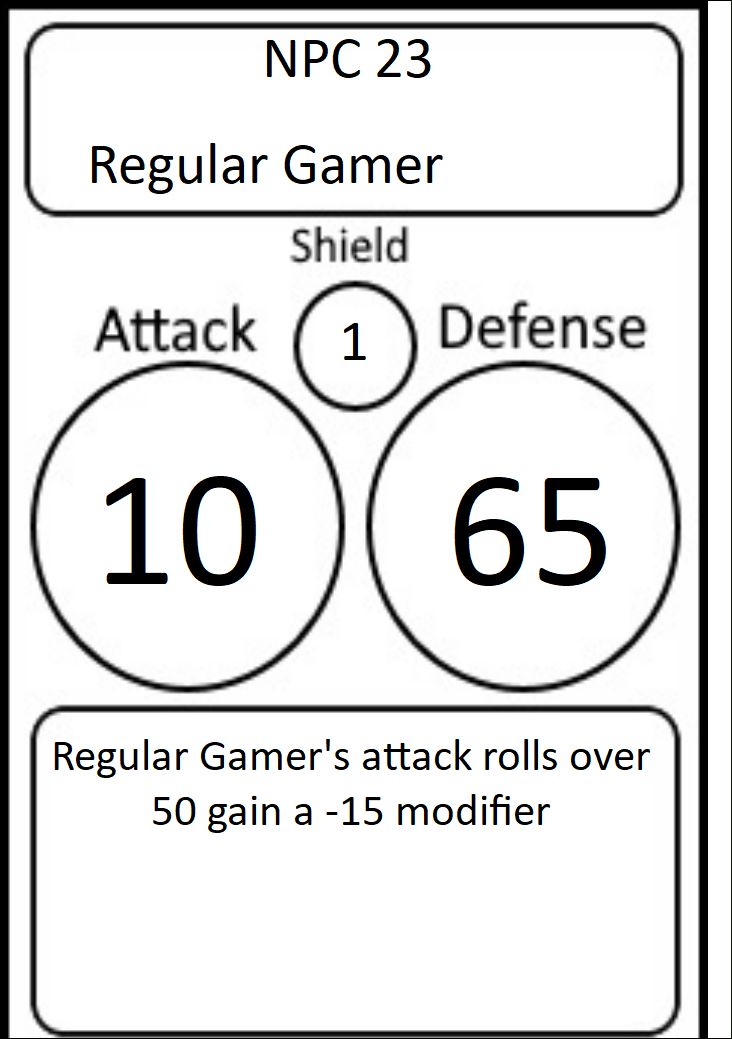 NPC 23
Regular Gamer
Shield
Attack
1
Defense
10
65
Regular Gamer's attack rolls over
50 gain a -15 modifier